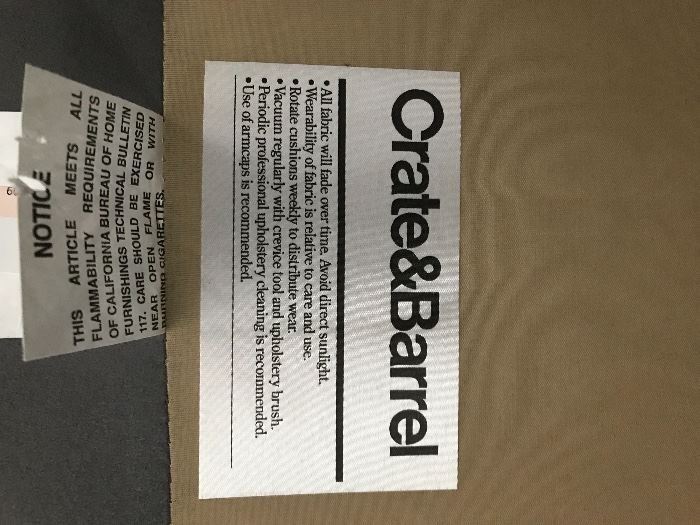 Crate&Barrel
• All fabric will fade over time. Avoid direct sunlight.
• Wearability of fabric is relative to care and use.
• Rotate cushions weekly to distribute wear.
• Vacuum regularly with crevice tool and upholstery brush.
• Periodic professional upholstery cleaning is recommended.
• Use of armcaps is recommended.
NOTICE
THIS ARTICLE MEETS ALL
FLAMMABILITY REQUIREMENTS
OF CALIFORNIA BUREAU OF HOME
FURNISHINGS TECHNICAL BULLETIN
117. CARE SHOULD BE EXERCISED
NEAR OPEN FLAME OR WITH
BURNING CIGARETTES.